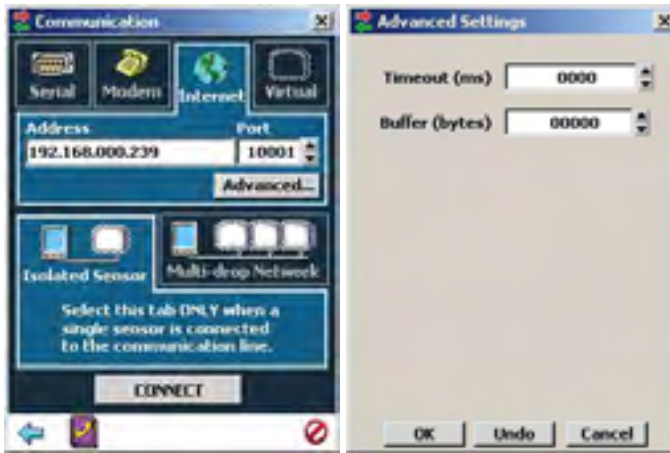 Communication
Serial Modem Internet Virtual
Address Port
192.168.000.239 10001
Advanced...
Isolated Sensor Multi-drop Network
Select this tab ONLY when a
single sensor is connected
to the communication line.
CONNECT
Advanced Settings
Timeout (ms) 0000
Buffer (bytes) 00000
OK Undo Cancel